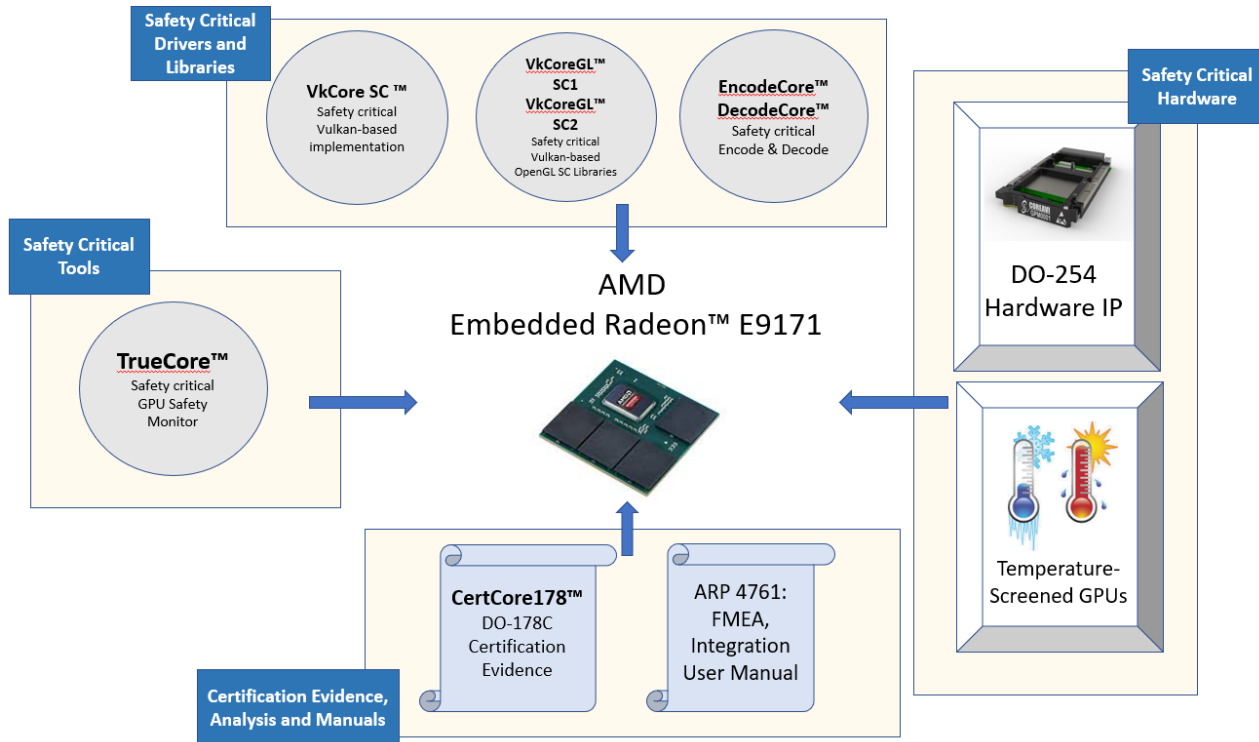 Safety Critical
Drivers and
Libraries
VkCore SC ™
Safety critical
Vulkan-based
implementation
VkCoreGL™
SC1
VkCoreGL™
SC2
Safety critical
Vulkan-based
OpenGL SC Libraries
EncodeCore™
DecodeCore™
Safety critical
Encode & Decode
Safety Critical
Hardware
COREAVI
GPM0001
DO-254
Hardware IP
Temperature-
Screened GPUs
Safety Critical
Tools
TrueCore™
Safety critical
GPU Safety
Monitor
AMD
Embedded Radeon™ E9171
AMD
CertCore178™
DO-178C
Certification
Evidence
ARP 4761:
FMEA,
Integration
User Manual
Certification Evidence,
Analysis and Manuals